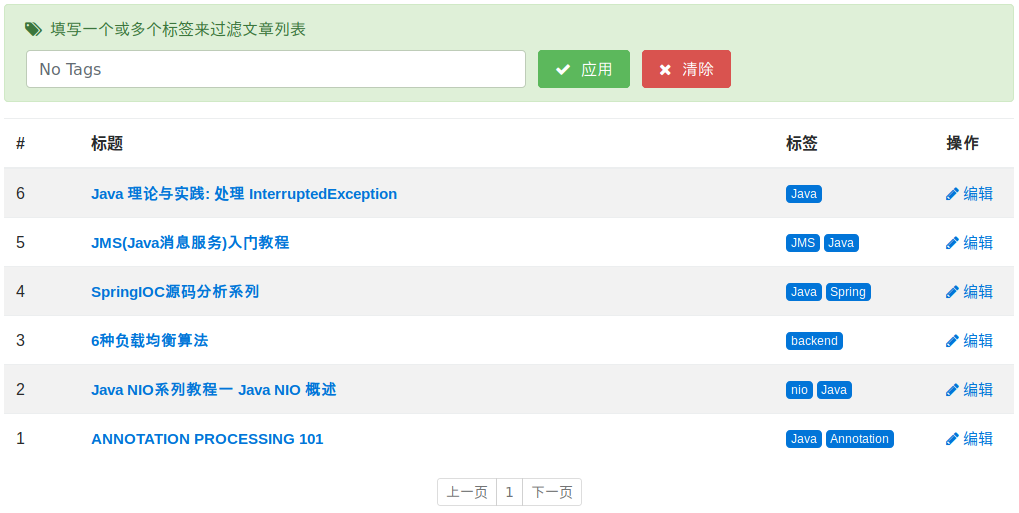 填写一个或多个标签来过滤文章列表
No Tags 应用 清除
# 标题 标签 操作
6 Java 理论与实践: 处理 InterruptedException Java 编辑
5 JMS(Java消息服务)入门教程 JMS Java 编辑
4 SpringIOC源码分析系列 Java Spring 编辑
3 6种负载均衡算法 backend 编辑
2 Java NIO系列教程一 Java NIO 概述 nio Java 编辑
1 ANNOTATION PROCESSING 101 Java Annotation 编辑
上一页 1 下一页